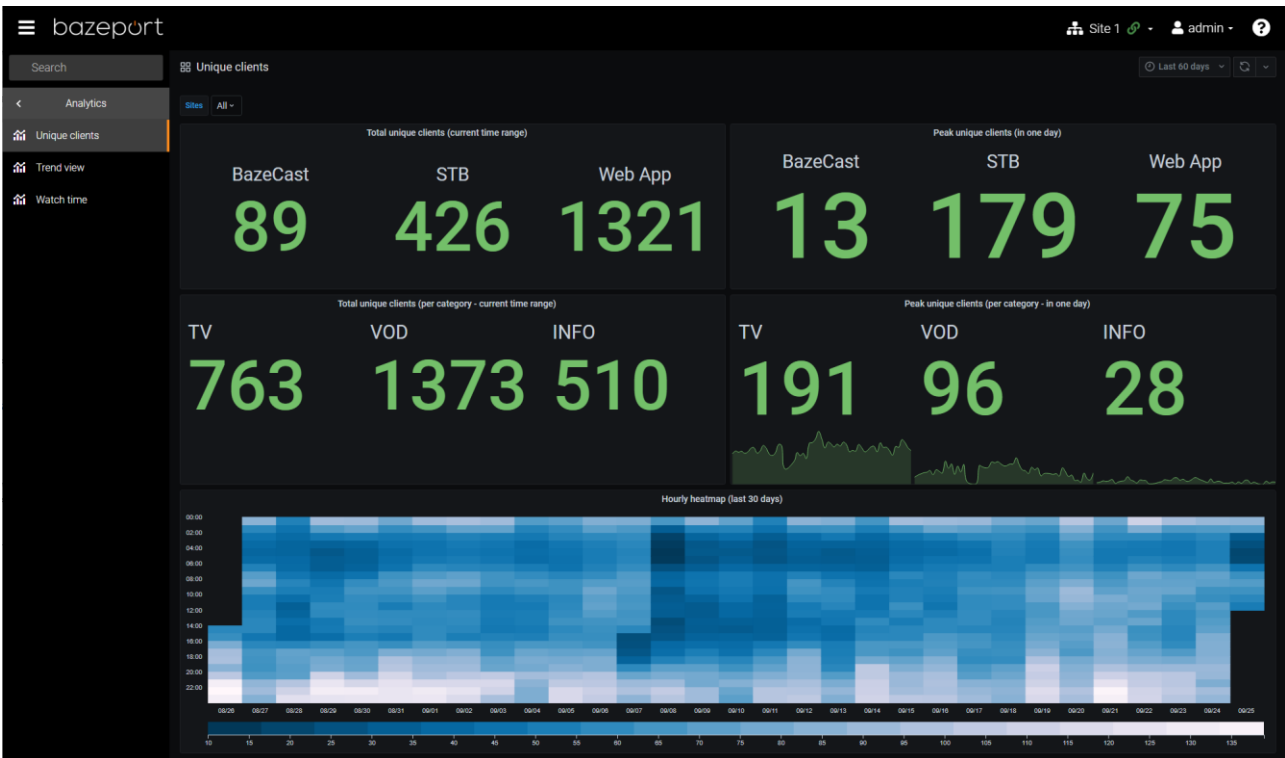 bazeport
Site 1
admin
?
Search
Analytics
Unique clients
Trend view
Watch time
Unique clients
Last 60 days
Sites All
Total unique clients (current time range)
BazeCast STB Web App
89 426 1321
Peak unique clients (in one day)
BazeCast STB Web App
13 179 75
Total unique clients (per category - current time range)
TV VOD INFO
763 1373 510
Peak unique clients (per category - in one day)
TV VOD INFO
191 96 28
Hourly heatmap (last 30 days)
00:00
02:00
04:00
06:00
08:00
10:00
12:00
14:00
16:00
18:00
20:00
22:00
08/26 08/27 08/28 08/29 08/30 08/31 09/01 09/02 09/03 09/04 09/05 09/06 09/07 09/08 09/09 09/10 09/11 09/12 09/13 09/14 09/15 09/16 09/17 09/18 09/19 09/20 09/21 09/22 09/23 09/24 09/25
10 15 20 25 30 35 40 45 50 55 60 65 70 75 80 85 90 95 100 105 110 115 120 125 130 135